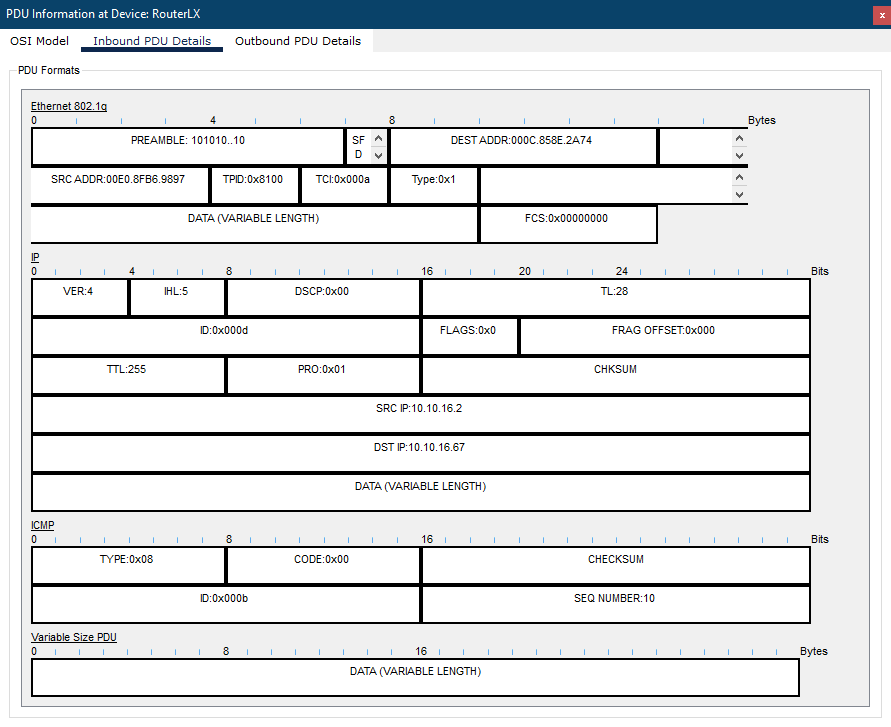 PDU Information at Device: RouterLX
x
OSI Model Inbound PDU Details Outbound PDU Details
PDU Formats
Ethernet 802.1q
0 4 8 Bytes
PREAMBLE: 101010..10 SF D DEST ADDR:000C.858E.2A74
SRC ADDR:00E0.8FB6.9897 TPID:0x8100 TCI:0x000a Type:0x1
DATA (VARIABLE LENGTH) FCS:0x00000000
IP
0 4 8 16 20 24 Bits
VER:4 IHL:5 DSCP:0x00 TL:28
ID:0x000d FLAGS:0x0 FRAG OFFSET:0x000
TTL:255 PRO:0x01 CHKSUM
SRC IP:10.10.16.2
DST IP:10.10.16.67
DATA (VARIABLE LENGTH)
ICMP
0 8 16 Bits
TYPE:0x08 CODE:0x00 CHECKSUM
ID:0x000b SEQ NUMBER:10
Variable Size PDU
0 8 16 Bytes
DATA (VARIABLE LENGTH)